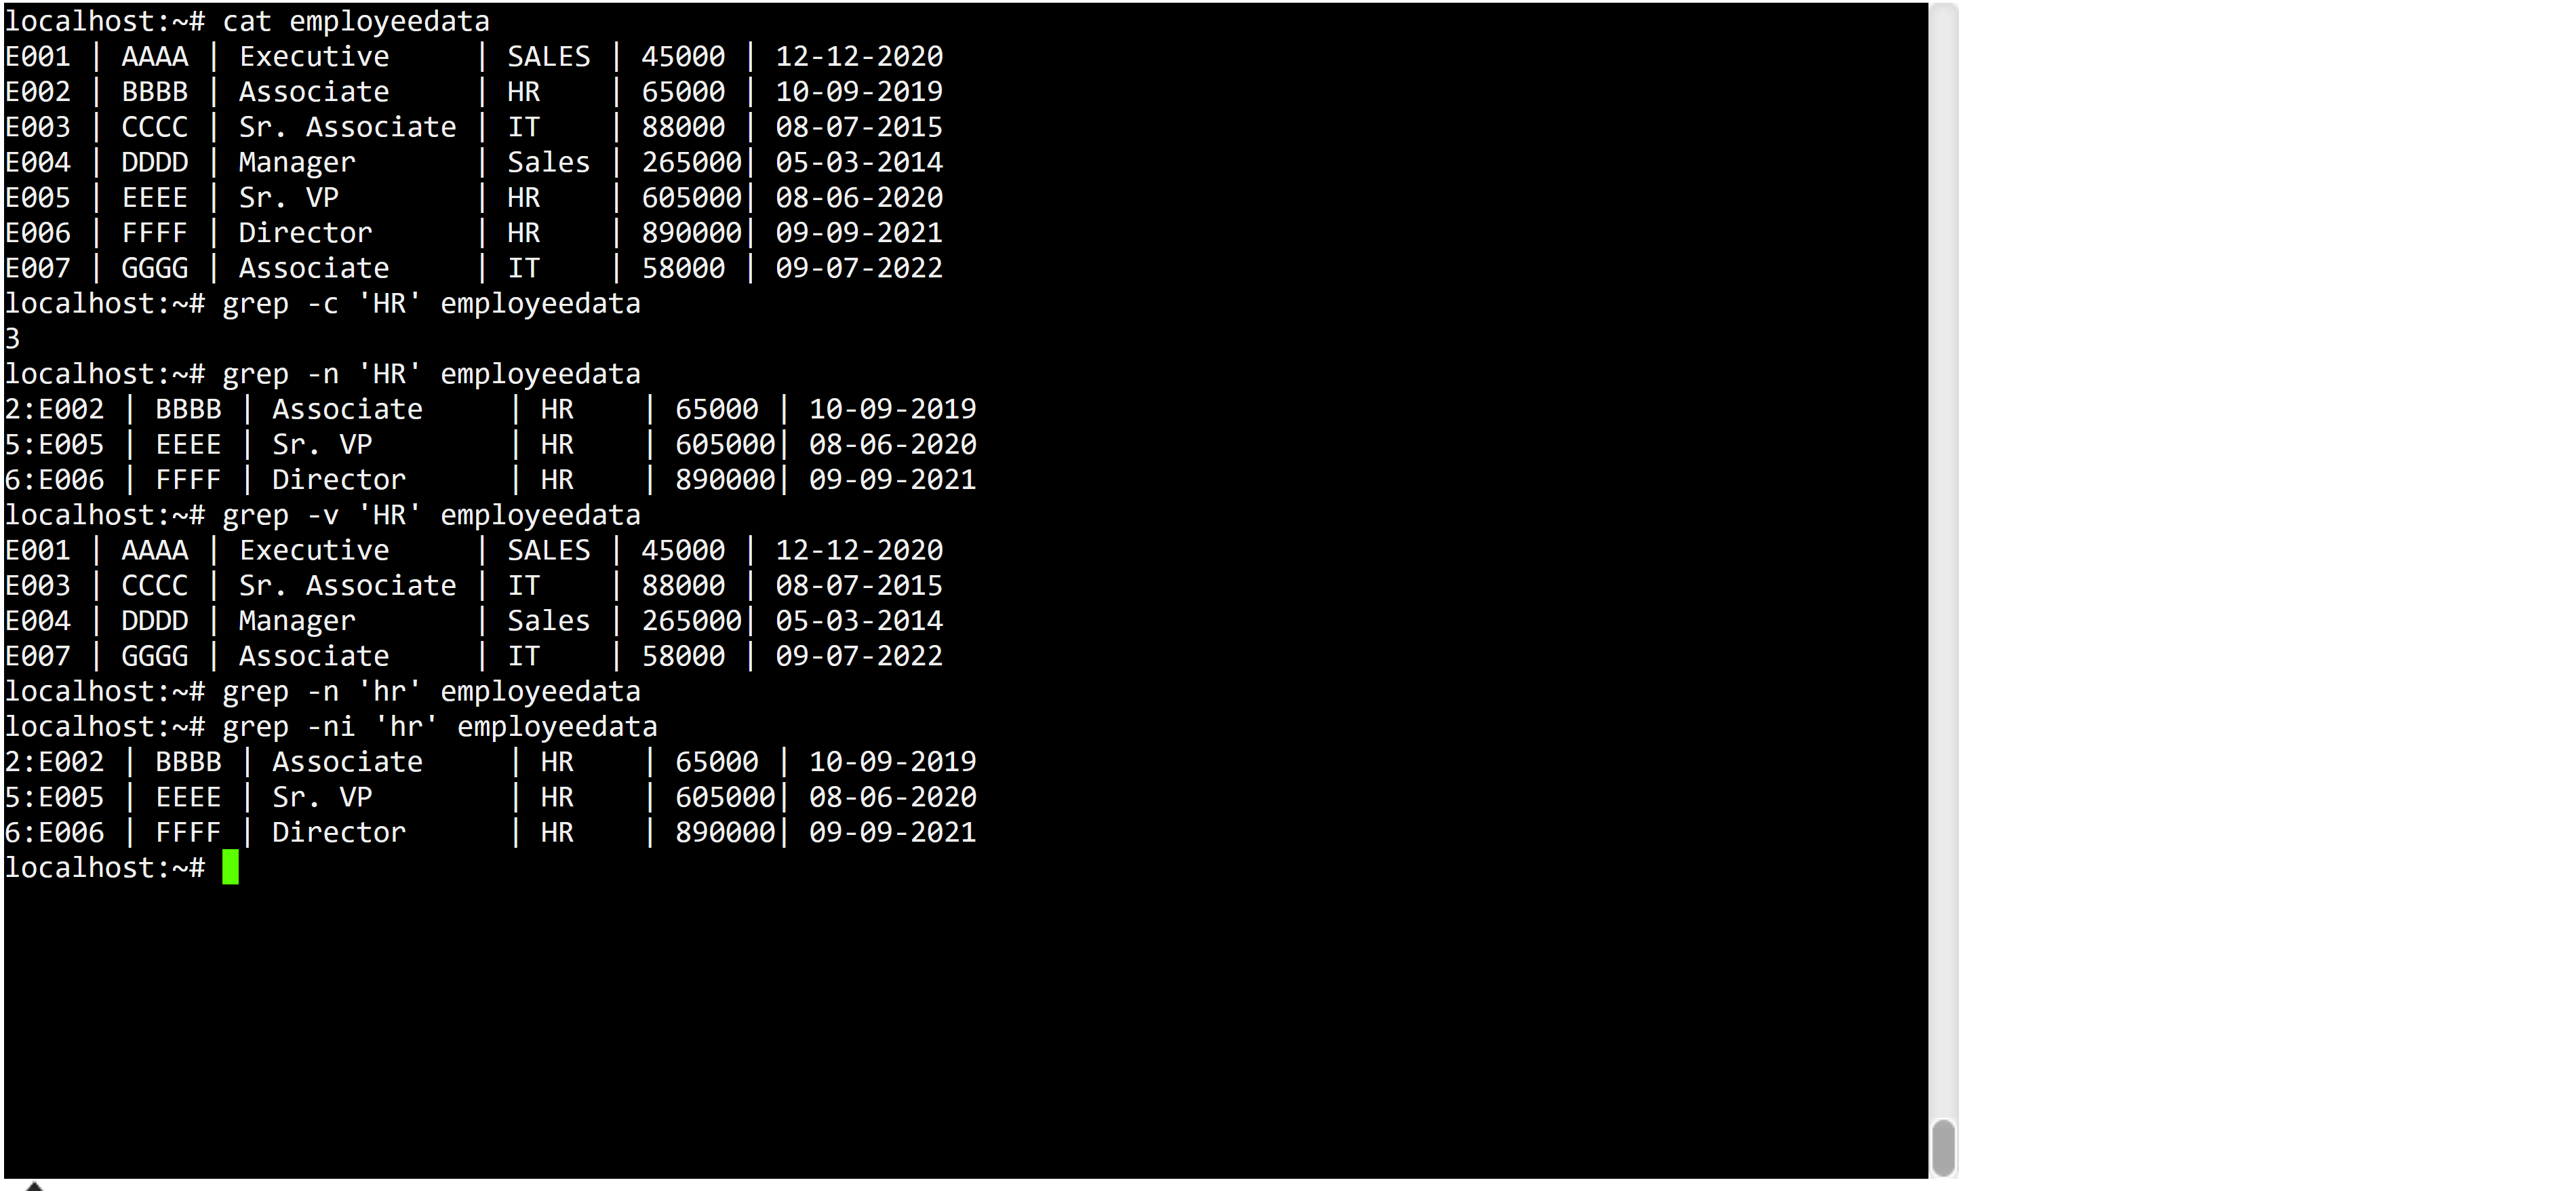 localhost:~# cat employeedata
E001 | AAAA | Executive     | SALES | 45000 | 12-12-2020
E002 | BBBB | Associate     | HR    | 65000 | 10-09-2019
E003 | CCCC | Sr. Associate | IT    | 88000 | 08-07-2015
E004 | DDDD | Manager       | Sales | 265000| 05-03-2014
E005 | EEEE | Sr. VP        | HR    | 605000| 08-06-2020
E006 | FFFF | Director      | HR    | 890000| 09-09-2021
E007 | GGGG | Associate     | IT    | 58000 | 09-07-2022
localhost:~# grep -c 'HR' employeedata
3
localhost:~# grep -n 'HR' employeedata
2:E002 | BBBB | Associate     | HR    | 65000 | 10-09-2019
5:E005 | EEEE | Sr. VP        | HR    | 605000| 08-06-2020
6:E006 | FFFF | Director      | HR    | 890000| 09-09-2021
localhost:~# grep -v 'HR' employeedata
E001 | AAAA | Executive     | SALES | 45000 | 12-12-2020
E003 | CCCC | Sr. Associate | IT    | 88000 | 08-07-2015
E004 | DDDD | Manager       | Sales | 265000| 05-03-2014
E007 | GGGG | Associate     | IT    | 58000 | 09-07-2022
localhost:~# grep -n 'hr' employeedata
localhost:~# grep -ni 'hr' employeedata
2:E002 | BBBB | Associate     | HR    | 65000 | 10-09-2019
5:E005 | EEEE | Sr. VP        | HR    | 605000| 08-06-2020
6:E006 | FFFF | Director      | HR    | 890000| 09-09-2021
localhost:~#